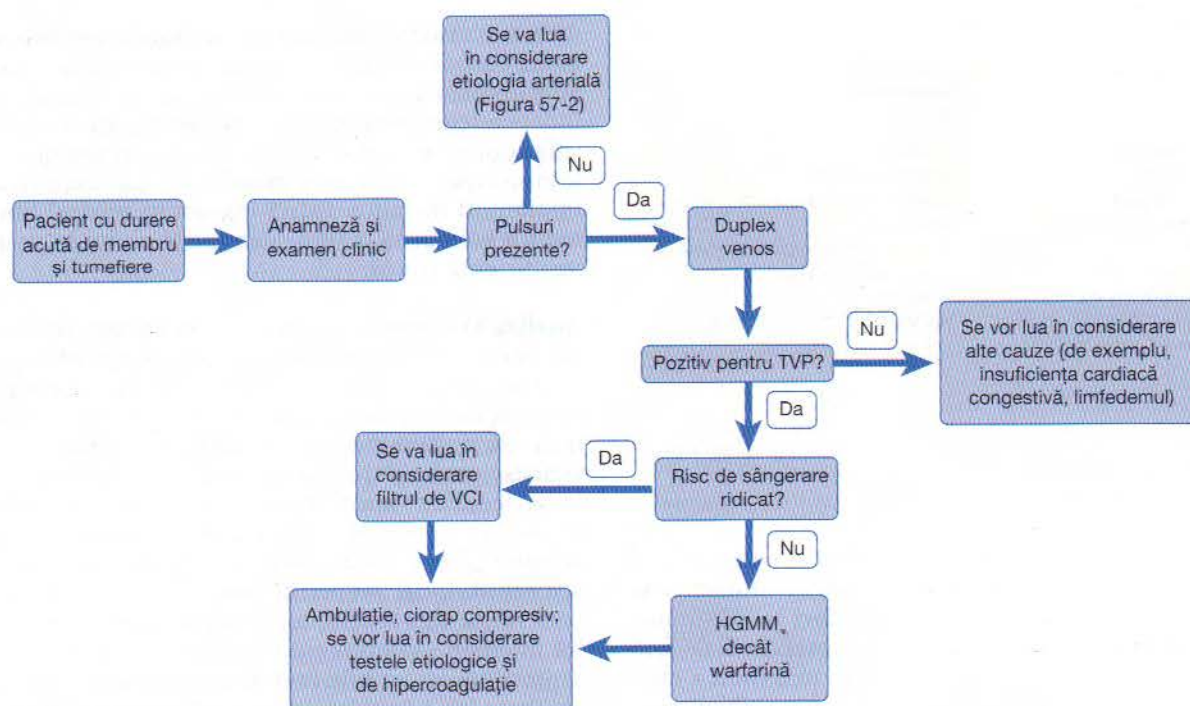 Se va lua
în considerare
etiologia arterială
(Figura 57-2)
Nu
Da
Pacient cu durere
acută de membru
și tumefiere
Anamneză și
examen clinic
Pulsuri
prezente?
Duplex
venos
Nu
Pozitiv pentru TVP?
Se vor lua în considerare
alte cauze (de exemplu,
insuficiența cardiacă
congestivă, limfedemul)
Da
Se va lua în
considerare
filtrul de VCI
Da
Risc de sângerare
ridicat?
Nu
Ambulație, ciorap compresiv;
se vor lua în considerare
testele etiologice și
de hipercoagulație
HGMM,
decât
warfarină